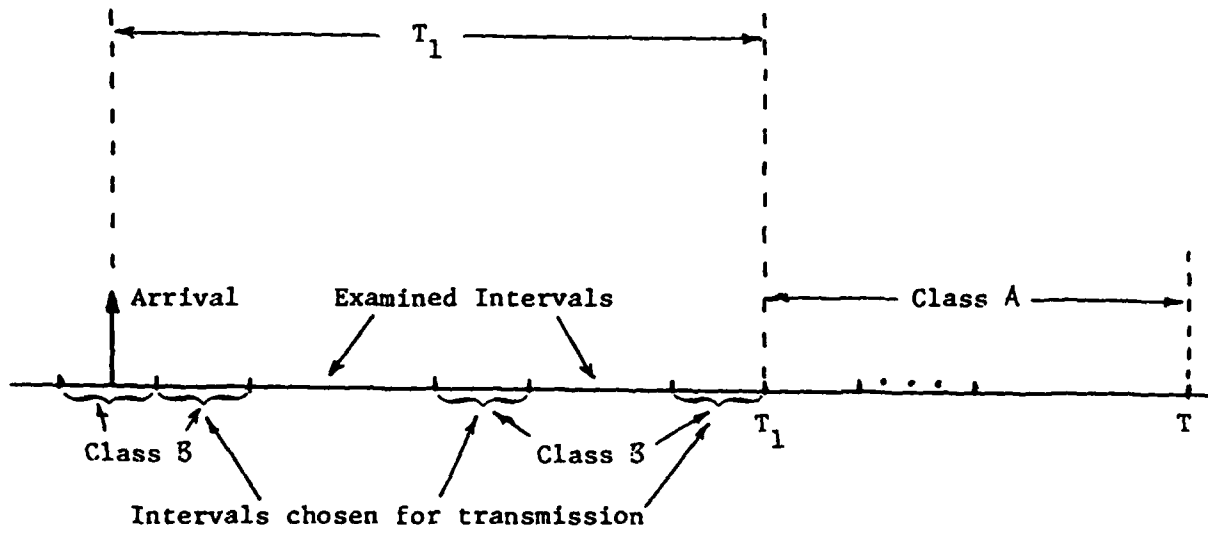 T1
Arrival
Examined Intervals
Class A
. . .
Class B
Class B
T1
T
Intervals chosen for transmission